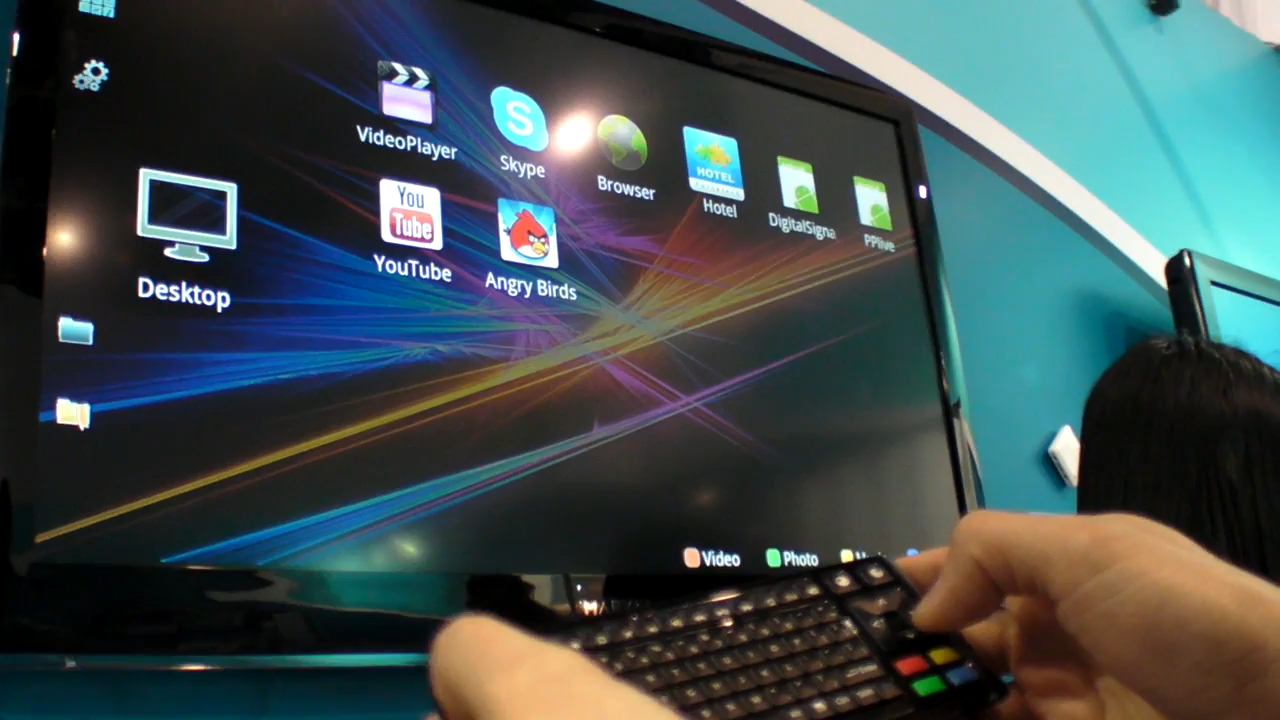 VideoPlayer
S
Skype
Browser
HOTEL
Hotel
DigitalSigna
PPlive
Desktop
You
Tube
YouTube
Angry Birds
Video
Photo